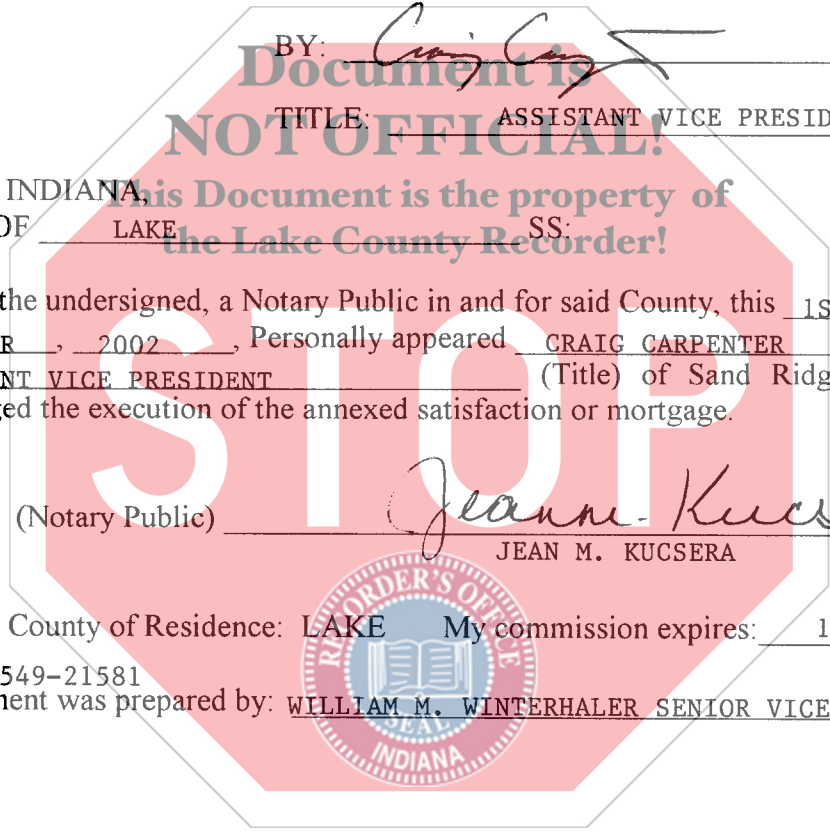 BY: Craig Carpenter
Document is
TITLE: ASSISTANT VICE PRESID
NOT OFFICIAL!
INDIANA,
This Document is the property of
OF LAKE SS:
the Lake County Recorder!
the undersigned, a Notary Public in and for said County, this 1S
R , 2002 , Personally appeared CRAIG CARPENTER
NT VICE PRESIDENT (Title) of Sand Ridg
ged the execution of the annexed satisfaction or mortgage.
STOP
(Notary Public) Jean M. Kucs
JEAN M. KUCSERA
RECORDER'S OFFICE
County of Residence: LAKE My commission expires: 1
549-21581
ment was prepared by: WILLIAM M. WINTERHALER SENIOR VICE
SEAL
INDIANA